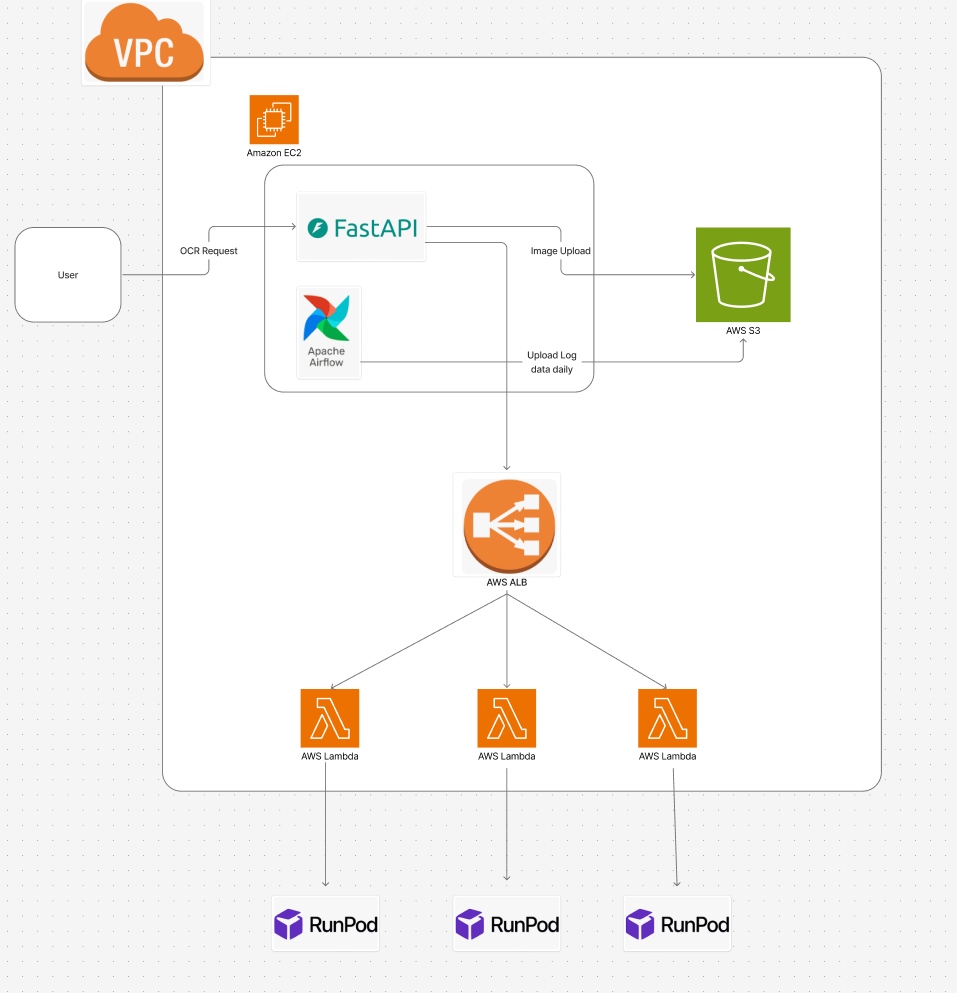 VPC
Amazon EC2
FastAPI
OCR Request
Image Upload
User
AWS S3
Apache
Airflow
Upload Log
data daily
AWS ALB
AWS Lambda
AWS Lambda
AWS Lambda
RunPod
RunPod
RunPod